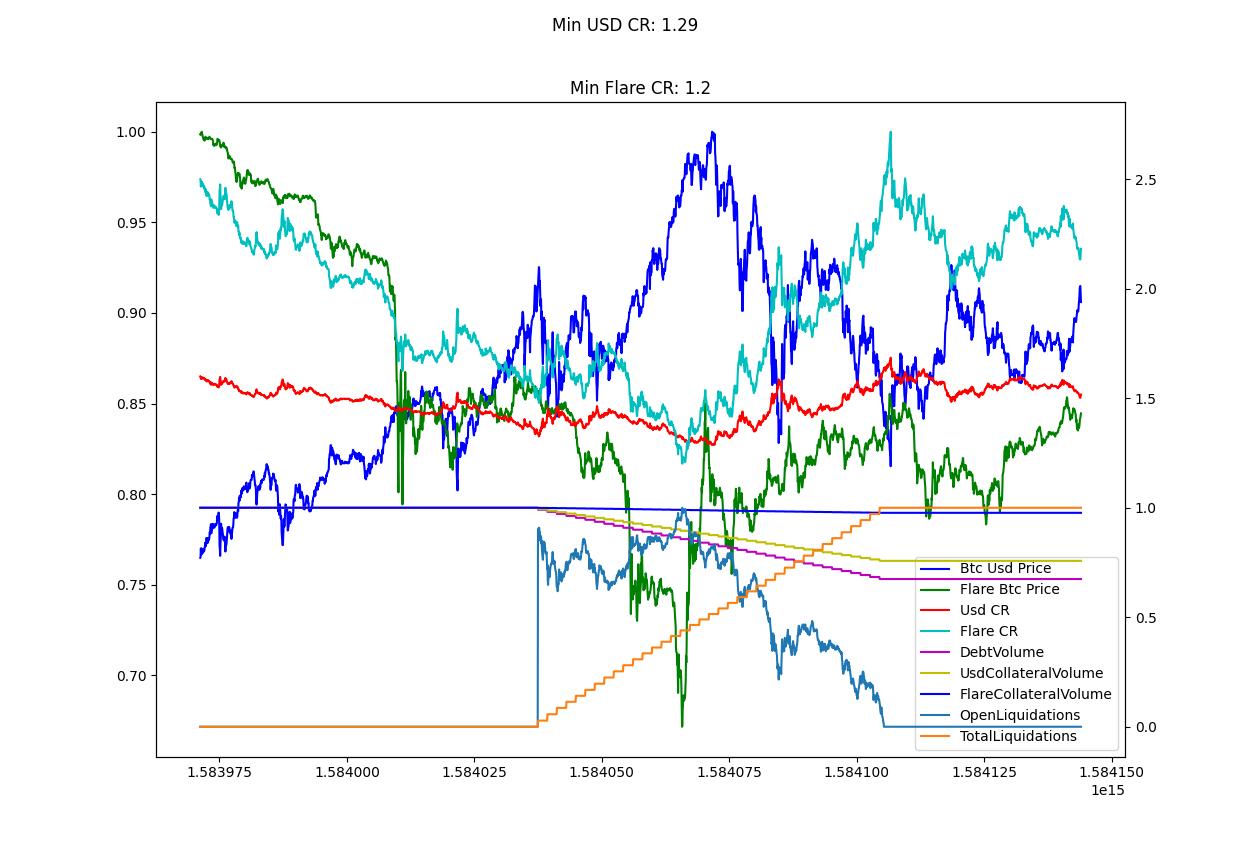 Min USD CR: 1.29
Min Flare CR: 1.2
1.00
0.95
0.90
0.85
0.80
0.75
0.70
2.5
2.0
1.5
1.0
0.5
0.0
Btc Usd Price
Flare Btc Price
Usd CR
Flare CR
DebtVolume
UsdCollateralVolume
FlareCollateralVolume
OpenLiquidations
TotalLiquidations
1.583975 1.584000 1.584025 1.584050 1.584075 1.584100 1.584125 1.584150
1e15